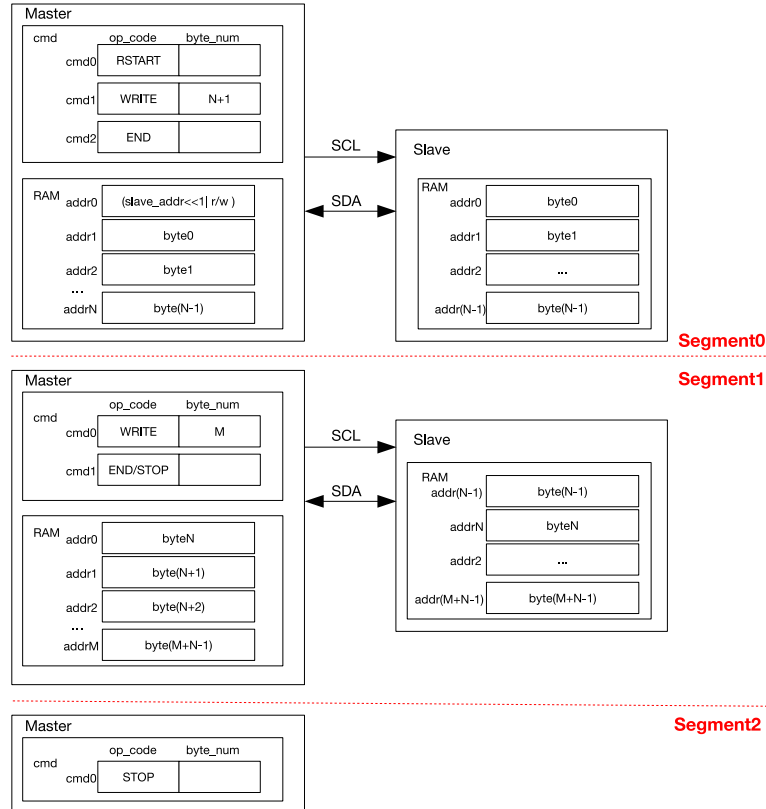 Master
cmd op_code byte_num
cmd0 RSTART
cmd1 WRITE N+1
cmd2 END
RAM addr0 (slave_addr<<1| r/w )
addr1 byte0
addr2 byte1
...
addrN byte(N-1)
SCL
SDA
Slave
RAM
addr0 byte0
addr1 byte1
addr2 ...
addr(N-1) byte(N-1)
Segment0
Segment1
Master
op_code byte_num
cmd
cmd0 WRITE M
cmd1 END/STOP
RAM addr0 byteN
addr1 byte(N+1)
addr2 byte(N+2)
...
addrM byte(M+N-1)
SCL
SDA
Slave
RAM
addr(N-1) byte(N-1)
addrN byteN
addr2 ...
addr(M+N-1) byte(M+N-1)
Segment2
Master
op_code byte_num
cmd
cmd0 STOP